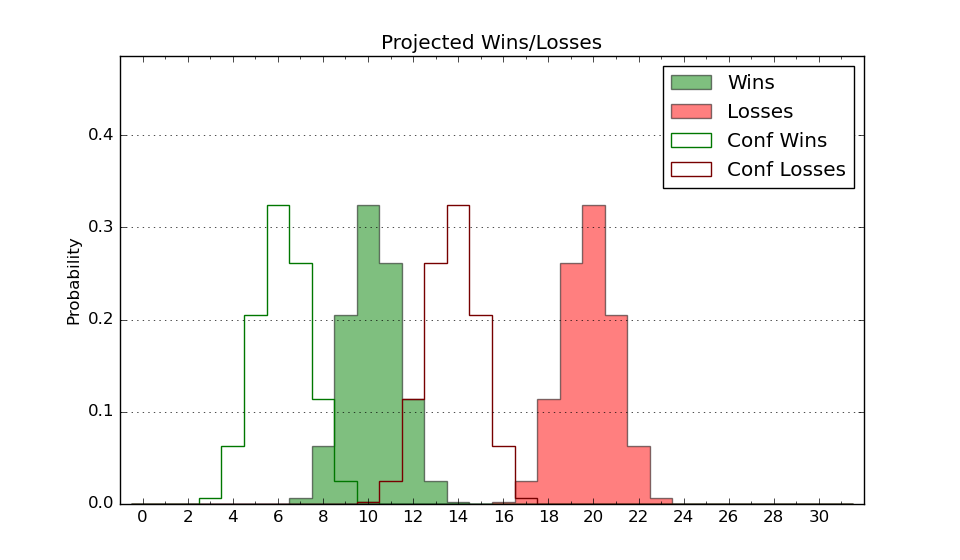 Projected Wins/Losses
Wins
Losses
Conf Wins
Conf Losses
Probability
0.4
0.3
0.2
0.1
0.0
0 2 4 6 8 10 12 14 16 18 20 22 24 26 28 30